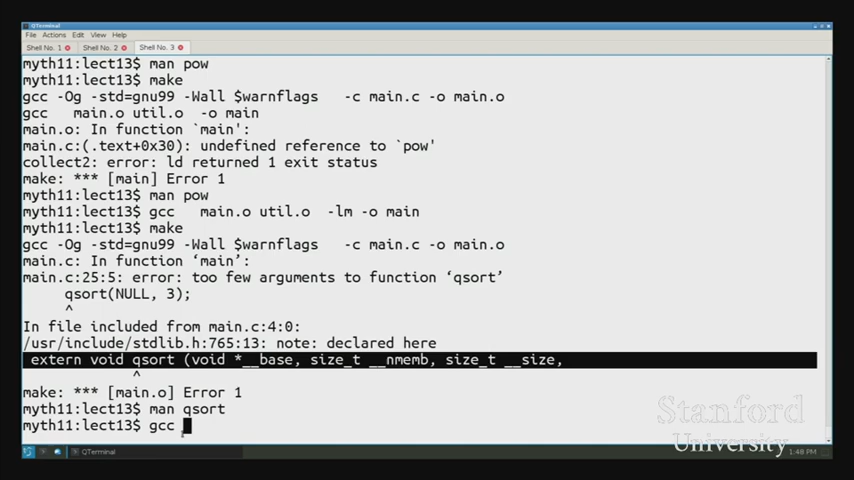 QTerminal
File Actions Edit View Help
Shell No. 1 Shell No. 2 Shell No. 3
myth11:lect13$ man pow
myth11:lect13$ make
gcc -Og -std=gnu99 -Wall $warnflags   -c main.c -o main.o
gcc   main.o util.o  -o main
main.o: In function `main':
main.c:(.text+0x30): undefined reference to `pow'
collect2: error: ld returned 1 exit status
make: *** [main] Error 1
myth11:lect13$ man pow
myth11:lect13$ gcc   main.o util.o  -lm -o main
myth11:lect13$ make
gcc -Og -std=gnu99 -Wall $warnflags   -c main.c -o main.o
main.c: In function ‘main’:
main.c:25:5: error: too few arguments to function ‘qsort’
     qsort(NULL, 3);
     ^
In file included from main.c:4:0:
/usr/include/stdlib.h:765:13: note: declared here
 extern void qsort (void *__base, size_t __nmemb, size_t __size,
             ^
make: *** [main.o] Error 1
myth11:lect13$ man qsort
myth11:lect13$ gcc
Stanford
University
QTerminal
1:48 PM